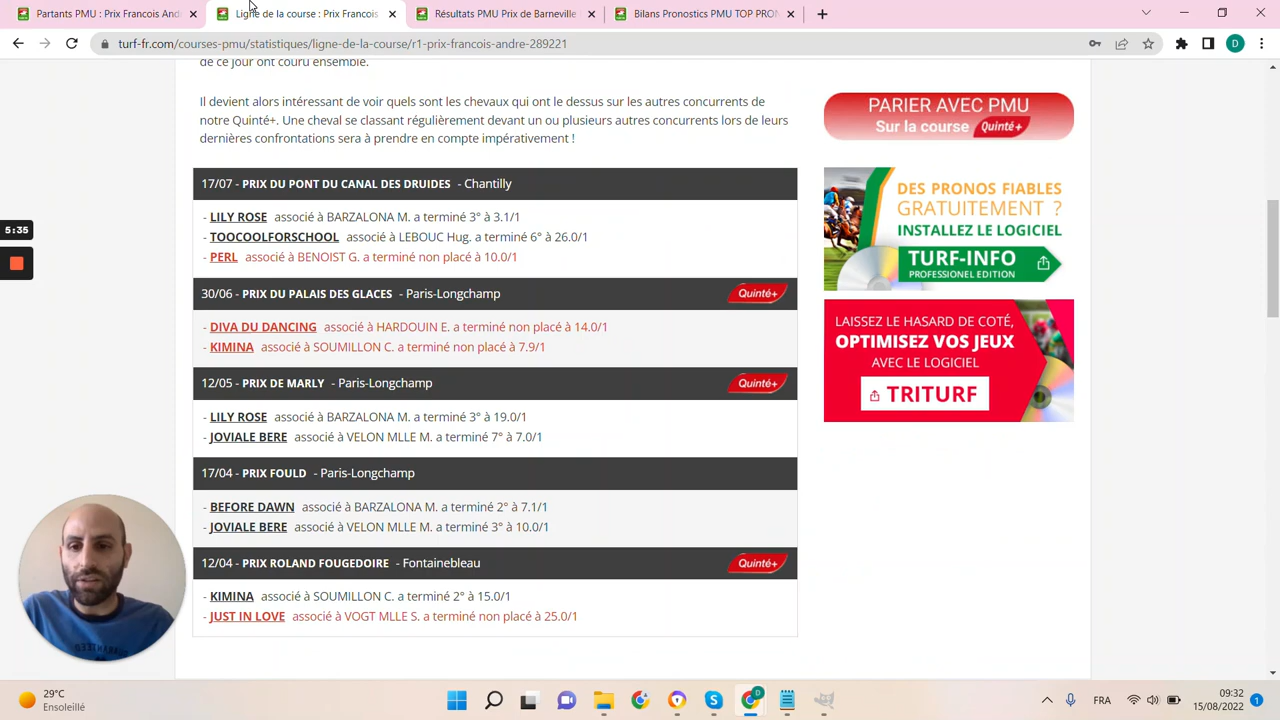 Partants PMU : Prix Francois And
Ligne de la course : Prix Francois
Résultats PMU Prix de Barneville
Bilans Pronostics PMU TOP PRON
turf-fr.com/courses-pmu/statistiques/ligne-de-la-course/r1-prix-francois-andre-289221
D
de ce jour ont couru ensemble.
Il devient alors intéressant de voir quels sont les chevaux qui ont le dessus sur les autres concurrents de
notre Quinté+. Une cheval se classant régulièrement devant un ou plusieurs autres concurrents lors de leurs
dernières confrontations sera à prendre en compte impérativement !
17/07 - PRIX DU PONT DU CANAL DES DRUIDES - Chantilly
- LILY ROSE associé à BARZALONA M. a terminé 3° à 3.1/1
- TOOCOOLFORSCHOOL associé à LEBOUC Hug. a terminé 6° à 26.0/1
- PERL associé à BENOIST G. a terminé non placé à 10.0/1
30/06 - PRIX DU PALAIS DES GLACES - Paris-Longchamp Quinté+
- DIVA DU DANCING associé à HARDOUIN E. a terminé non placé à 14.0/1
- KIMINA associé à SOUMILLON C. a terminé non placé à 7.9/1
12/05 - PRIX DE MARLY - Paris-Longchamp Quinté+
- LILY ROSE associé à BARZALONA M. a terminé 3° à 19.0/1
- JOVIALE BERE associé à VELON MLLE M. a terminé 7° à 7.0/1
17/04 - PRIX FOULD - Paris-Longchamp
- BEFORE DAWN associé à BARZALONA M. a terminé 2° à 7.1/1
- JOVIALE BERE associé à VELON MLLE M. a terminé 3° à 10.0/1
12/04 - PRIX ROLAND FOUGEDOIRE - Fontainebleau Quinté+
- KIMINA associé à SOUMILLON C. a terminé 2° à 15.0/1
- JUST IN LOVE associé à VOGT MLLE S. a terminé non placé à 25.0/1
PARIER AVEC PMU
Sur la course Quinté+
DES PRONOS FIABLES
GRATUITEMENT ?
INSTALLEZ LE LOGICIEL
TURF-INFO
PROFESSIONEL EDITION
LAISSEZ LE HASARD DE COTÉ,
OPTIMISEZ VOS JEUX
AVEC LE LOGICIEL
TRITURF
5:35
29°C
Ensoleillé
D
FRA
09:32
15/08/2022
1